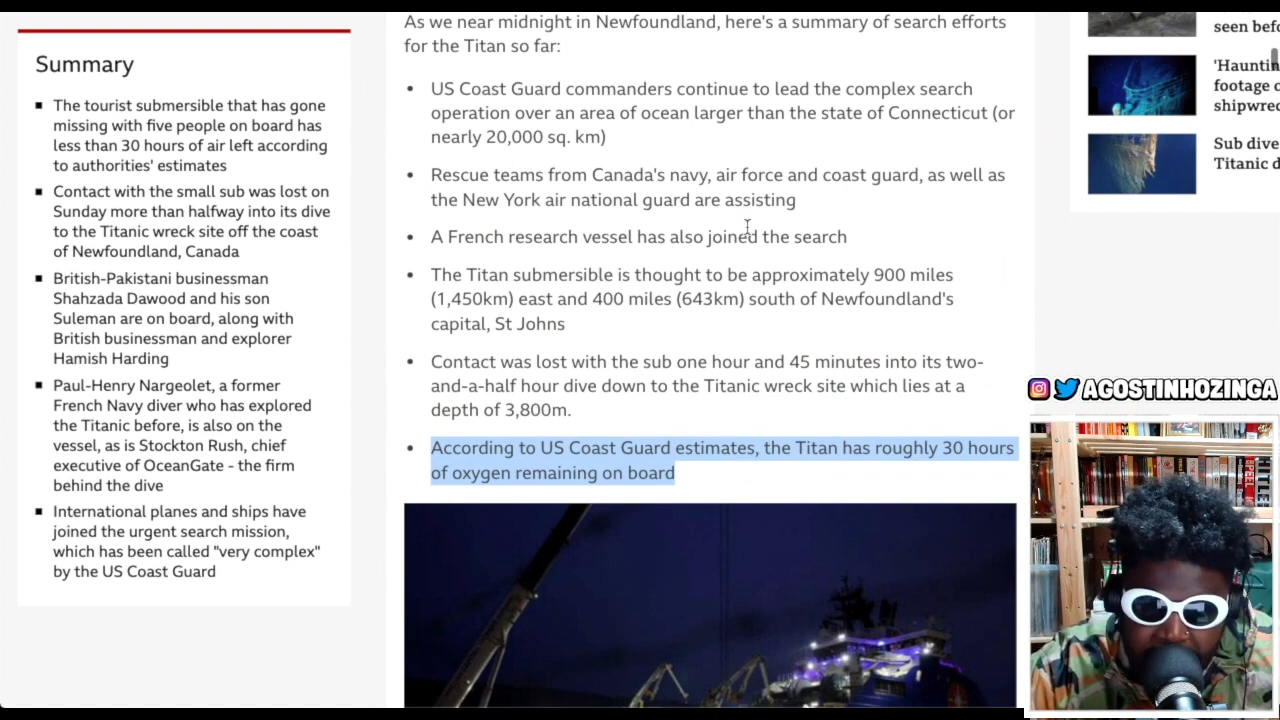 Summary
The tourist submersible that has gone
missing with five people on board has
less than 30 hours of air left according
to authorities' estimates
Contact with the small sub was lost on
Sunday more than halfway into its dive
to the Titanic wreck site off the coast
of Newfoundland, Canada
British-Pakistani businessman
Shahzada Dawood and his son
Suleman are on board, along with
British businessman and explorer
Hamish Harding
Paul-Henry Nargeolet, a former
French Navy diver who has explored
the Titanic before, is also on the
vessel, as is Stockton Rush, chief
executive of OceanGate - the firm
behind the dive
International planes and ships have
joined the urgent search mission,
which has been called "very complex"
by the US Coast Guard
As we near midnight in Newfoundland, here's a summary of search efforts
for the Titan so far:
US Coast Guard commanders continue to lead the complex search
operation over an area of ocean larger than the state of Connecticut (or
nearly 20,000 sq. km)
Rescue teams from Canada's navy, air force and coast guard, as well as
the New York air national guard are assisting
A French research vessel has also joined the search
The Titan submersible is thought to be approximately 900 miles
(1,450km) east and 400 miles (643km) south of Newfoundland's
capital, St Johns
Contact was lost with the sub one hour and 45 minutes into its two-
and-a-half hour dive down to the Titanic wreck site which lies at a
depth of 3,800m.
According to US Coast Guard estimates, the Titan has roughly 30 hours
of oxygen remaining on board
seen befo
'Hauntin
footage o
shipwre
Sub dive
Titanic d
AGOSTINHOZINGA